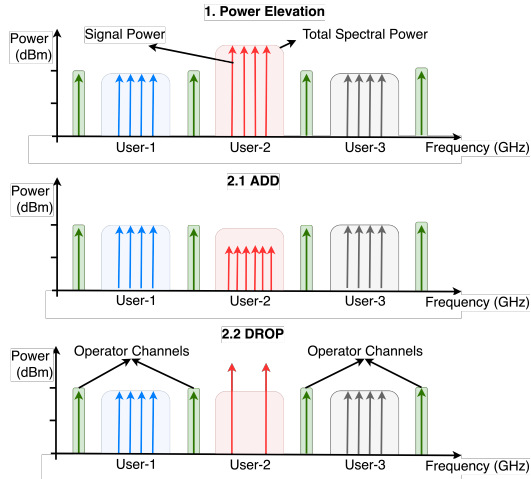 1. Power Elevation
Power
(dBm)
Signal Power
Total Spectral Power
User-1
User-2
User-3
Frequency (GHz)
2.1 ADD
Power
(dBm)
User-1
User-2
User-3
Frequency (GHz)
2.2 DROP
Power
(dBm)
Operator Channels
Operator Channels
User-1
User-2
User-3
Frequency (GHz)